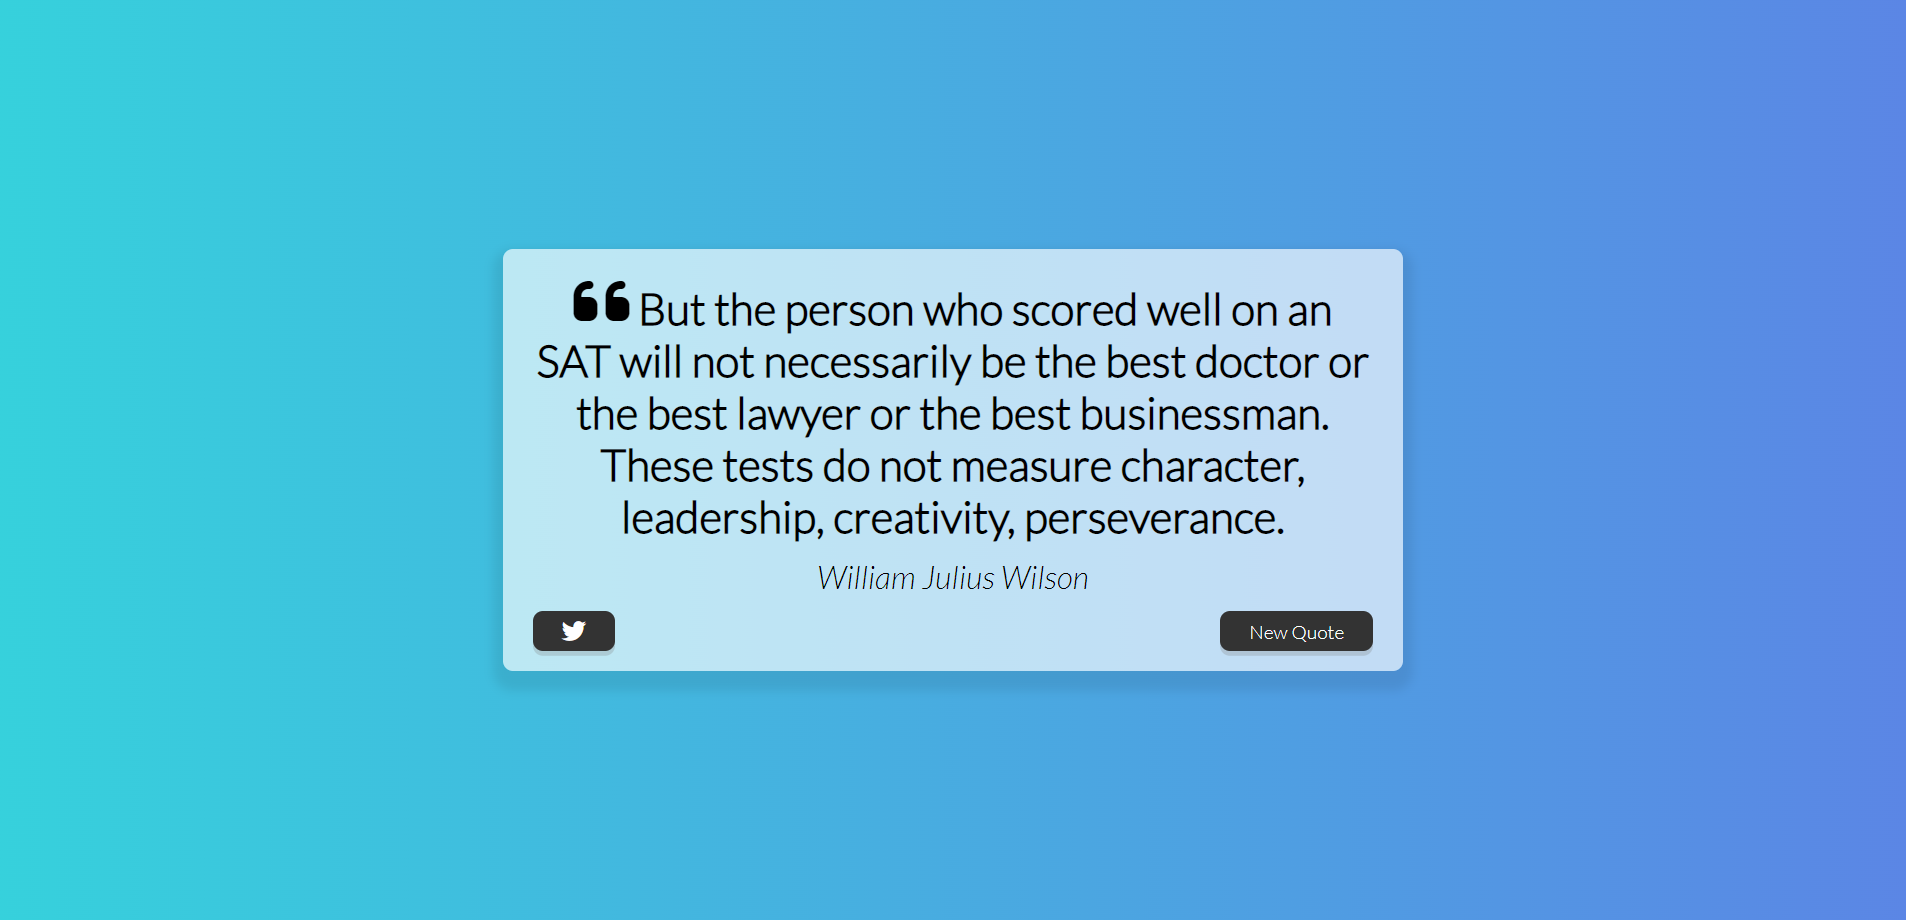 But the person who scored well on an
SAT will not necessarily be the best doctor or
the best lawyer or the best businessman.
These tests do not measure character,
leadership, creativity, perseverance.
William Julius Wilson
New Quote